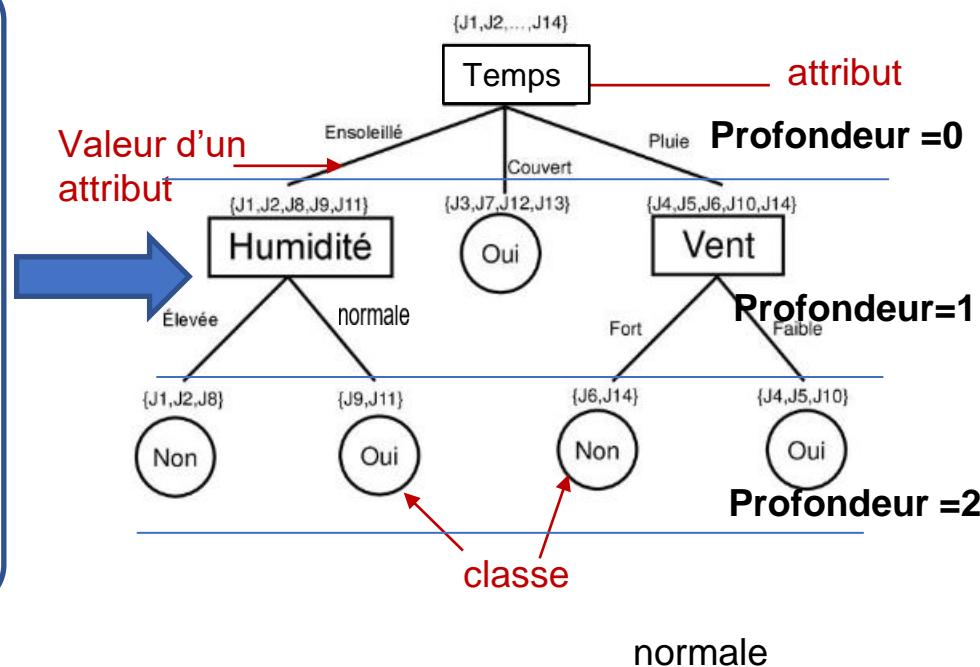 {J1,J2,...,J14}
Temps
attribut
Ensoleillé
Pluie
Profondeur =0
Valeur d'un
attribut
Couvert
{J1,J2,J8,J9,J11}
{J3,J7,J12,J13}
{J4,J5,J6,J10,J14}
Humidité
Oui
Vent
Élevée
normale
Fort
Faible
Profondeur=1
{J1,J2,J8}
{J9,J11}
{J6,J14}
{J4,J5,J10}
Non
Oui
Non
Oui
Profondeur =2
classe
normale